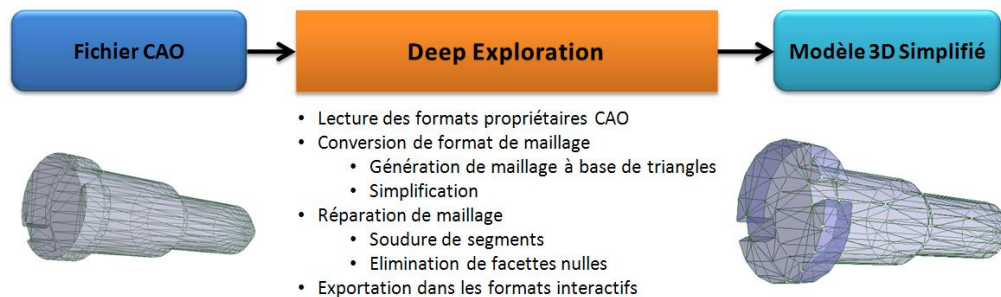 Fichier CAO
Deep Exploration
Modèle 3D Simplifié
• Lecture des formats propriétaires CAO
• Conversion de format de maillage
• Génération de maillage à base de triangles
• Simplification
• Réparation de maillage
• Soudure de segments
• Elimination de facettes nulles
• Exportation dans les formats interactifs